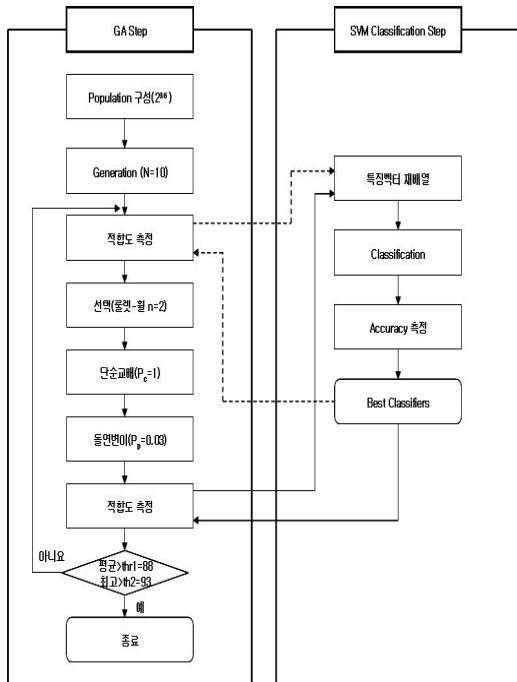 GA Step
Population 구성(2⁸⁶)
Generation (N=10)
적합도 측정
선택(룰렛-휠 n=2)
단순교배(Pc=1)
돌연변이(Pp=0.03)
적합도 측정
아니요
평균>thr1=88
최고>th2=93
예
종료
SVM Classification Step
특징벡터 재배열
Classification
Accuracy 측정
Best Classifiers